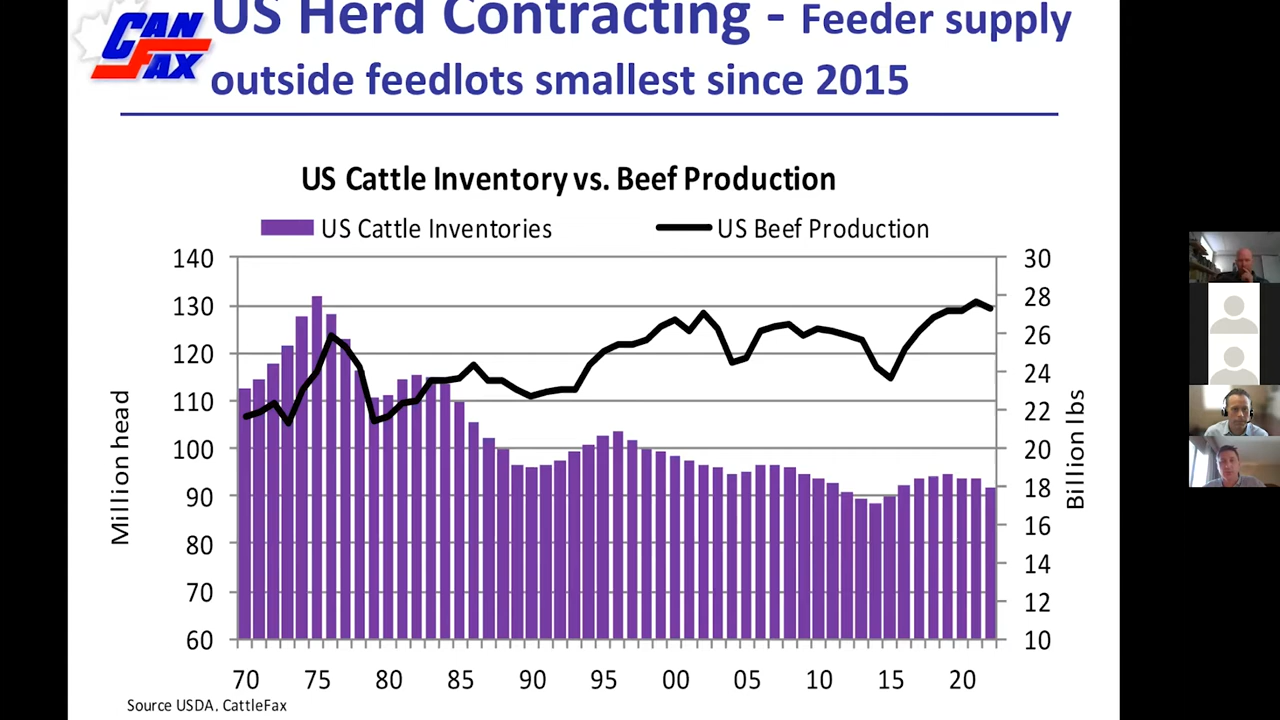 CAN
FAX
US Herd Contracting - Feeder supply
outside feedlots smallest since 2015
US Cattle Inventory vs. Beef Production
US Cattle Inventories
US Beef Production
140
130
120
110
100
90
80
70
60
Million head
30
28
26
24
22
20
18
16
14
12
10
Billion lbs
70 75 80 85 90 95 00 05 10 15 20
Source USDA, CattleFax